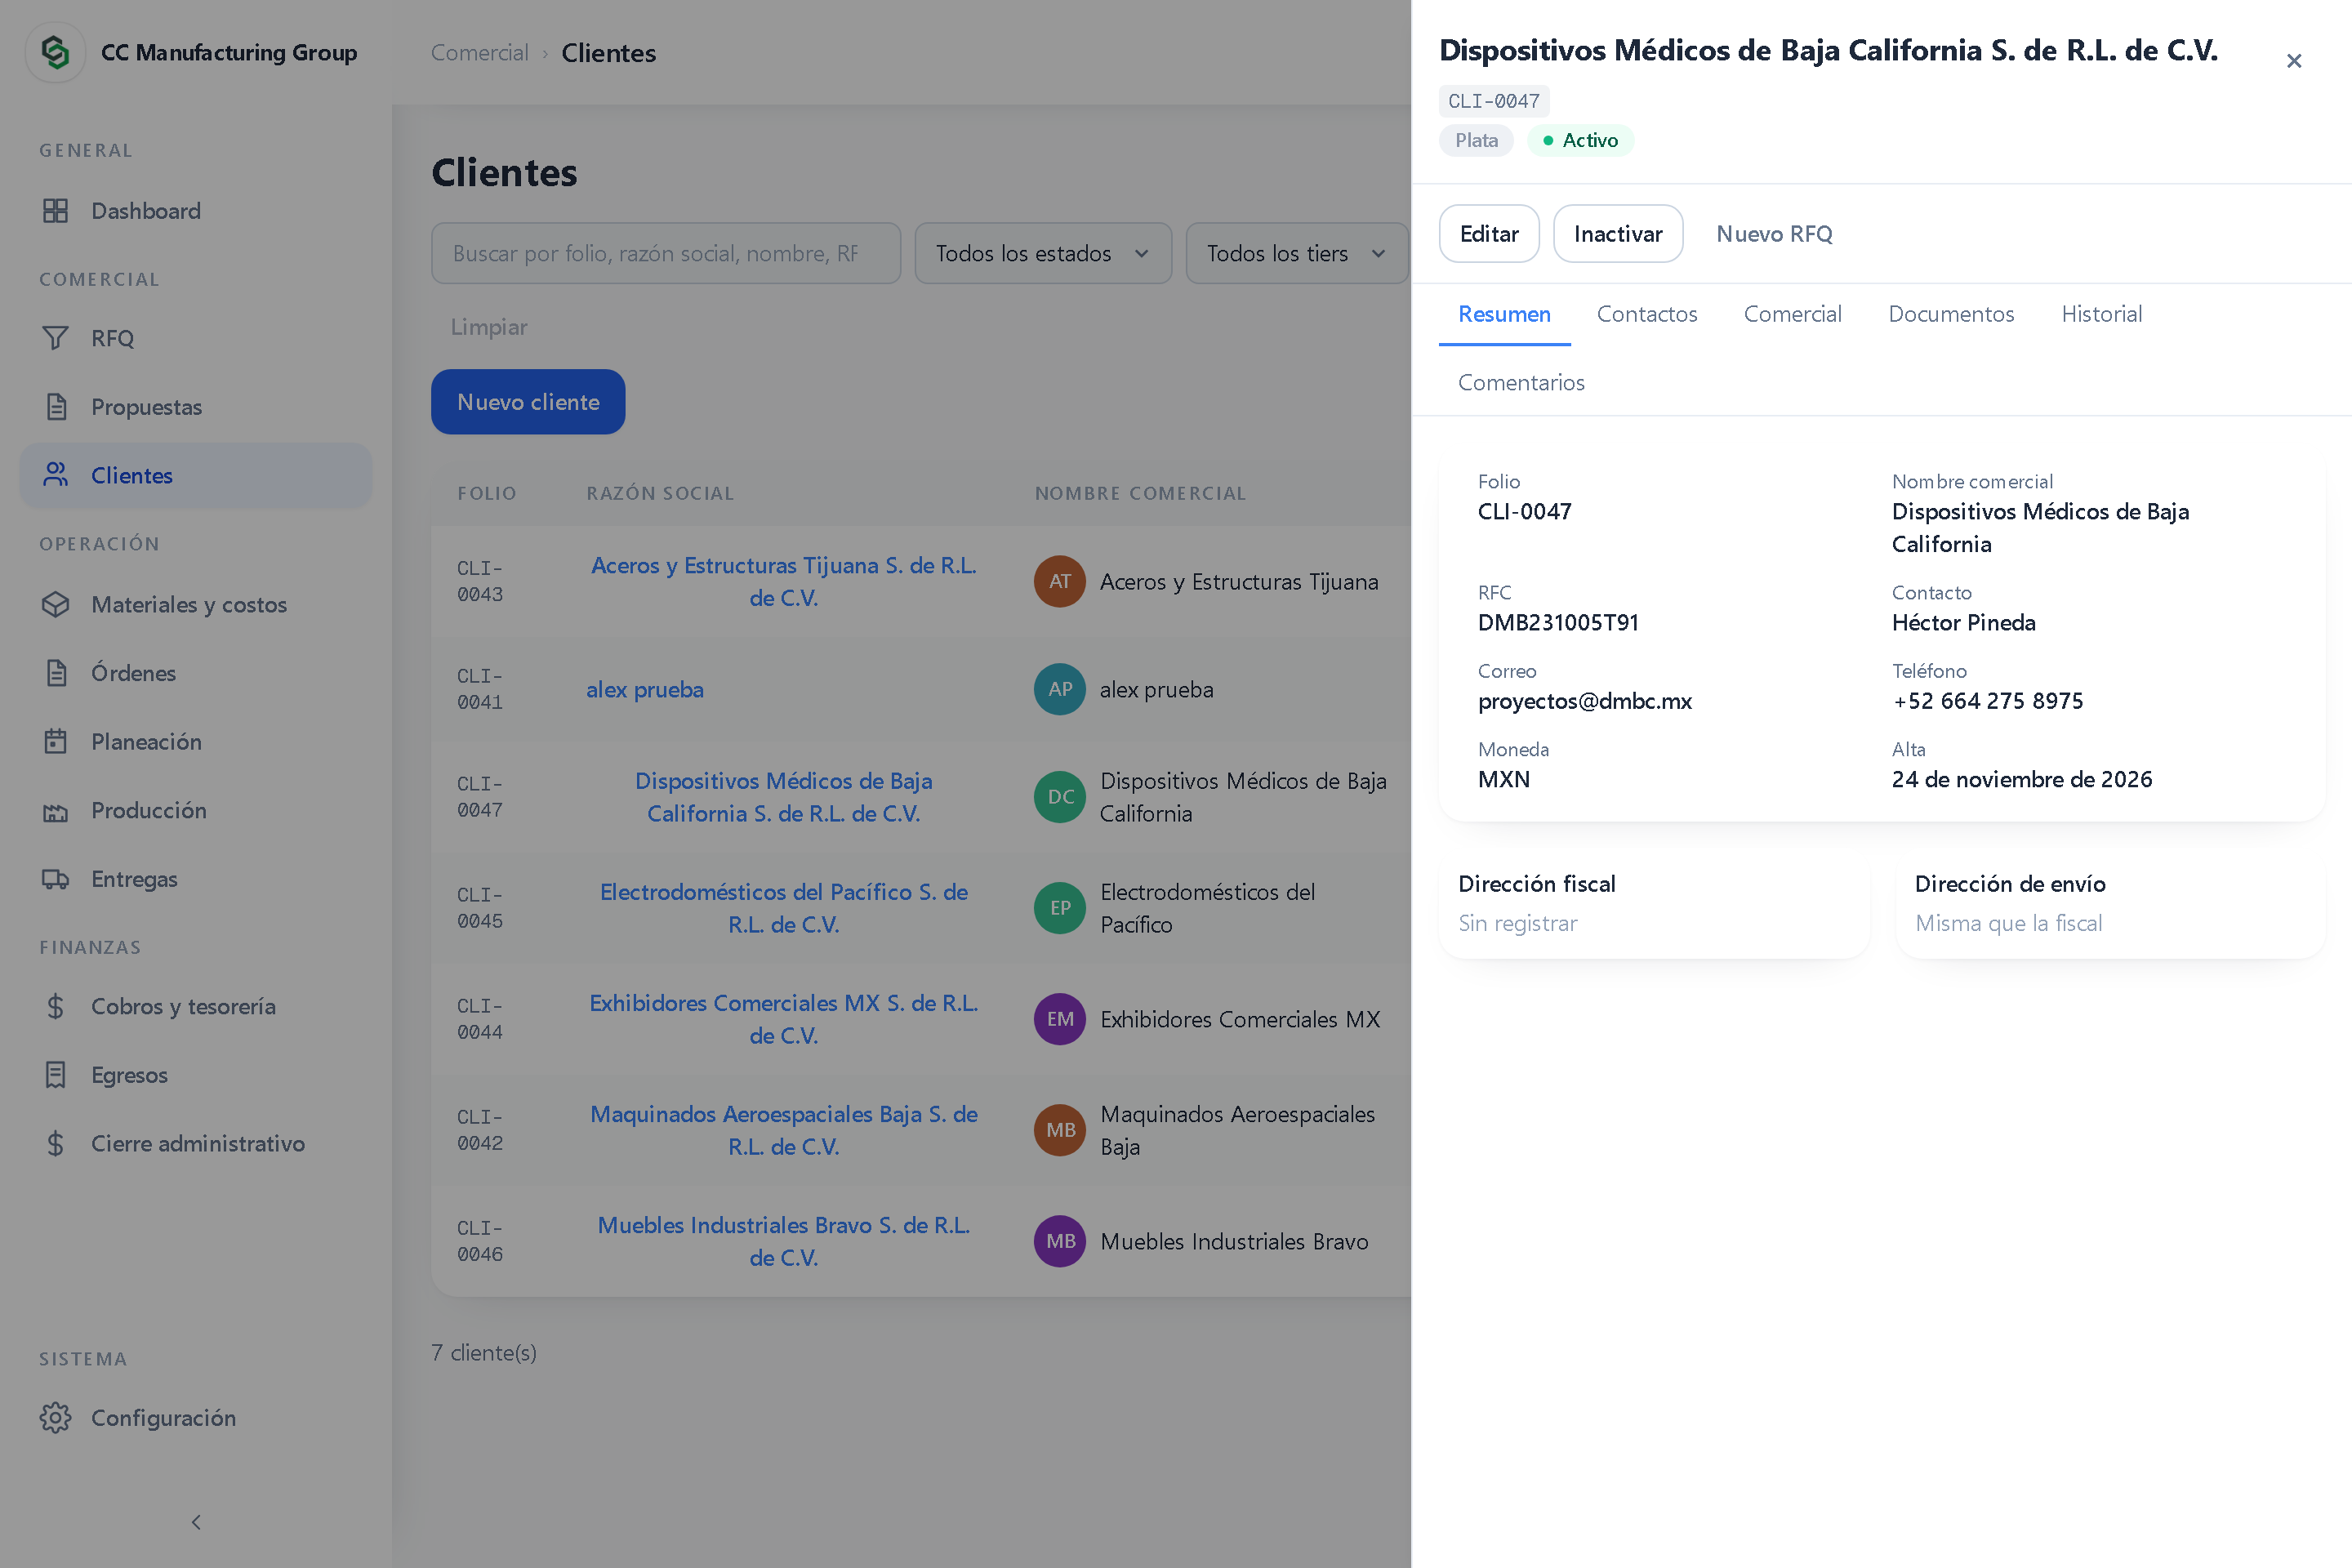 CC Manufacturing Group
GENERAL
Dashboard
COMERCIAL
RFQ
Propuestas
Clientes
OPERACIÓN
Materiales y costos
Órdenes
Planeación
Producción
Entregas
FINANZAS
Cobros y tesorería
Egresos
Cierre administrativo
SISTEMA
Configuración
Comercial › Clientes
Clientes
Buscar por folio, razón social, nombre, RF
Todos los estados
Todos los tiers
Limpiar
Nuevo cliente
FOLIO RAZÓN SOCIAL NOMBRE COMERCIAL
CLI-
0043
Aceros y Estructuras Tijuana S. de R.L.
de C.V.
AT
Aceros y Estructuras Tijuana
CLI-
0041
alex prueba
AP
alex prueba
CLI-
0047
Dispositivos Médicos de Baja
California S. de R.L. de C.V.
DC
Dispositivos Médicos de Baja
California
CLI-
0045
Electrodomésticos del Pacífico S. de
R.L. de C.V.
EP
Electrodomésticos del
Pacífico
CLI-
0044
Exhibidores Comerciales MX S. de R.L.
de C.V.
EM
Exhibidores Comerciales MX
CLI-
0042
Maquinados Aeroespaciales Baja S. de
R.L. de C.V.
MB
Maquinados Aeroespaciales
Baja
CLI-
0046
Muebles Industriales Bravo S. de R.L.
de C.V.
MB
Muebles Industriales Bravo
7 cliente(s)
Dispositivos Médicos de Baja California S. de R.L. de C.V.
CLI-0047
Plata
Activo
Editar
Inactivar
Nuevo RFQ
Resumen
Contactos
Comercial
Documentos
Historial
Comentarios
Folio
CLI-0047
Nombre comercial
Dispositivos Médicos de Baja
California
RFC
DMB231005T91
Contacto
Héctor Pineda
Correo
proyectos@dmbc.mx
Teléfono
+52 664 275 8975
Moneda
MXN
Alta
24 de noviembre de 2026
Dirección fiscal
Sin registrar
Dirección de envío
Misma que la fiscal